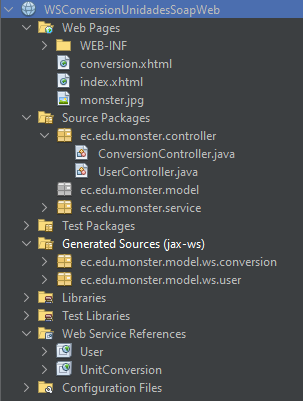 WSConversionUnidadesSoapWeb
Web Pages
WEB-INF
conversion.xhtml
index.xhtml
monster.jpg
Source Packages
ec.edu.monster.controller
ConversionController.java
UserController.java
ec.edu.monster.model
ec.edu.monster.service
Test Packages
Generated Sources (jax-ws)
ec.edu.monster.model.ws.conversion
ec.edu.monster.model.ws.user
Libraries
Test Libraries
Web Service References
User
UnitConversion
Configuration Files